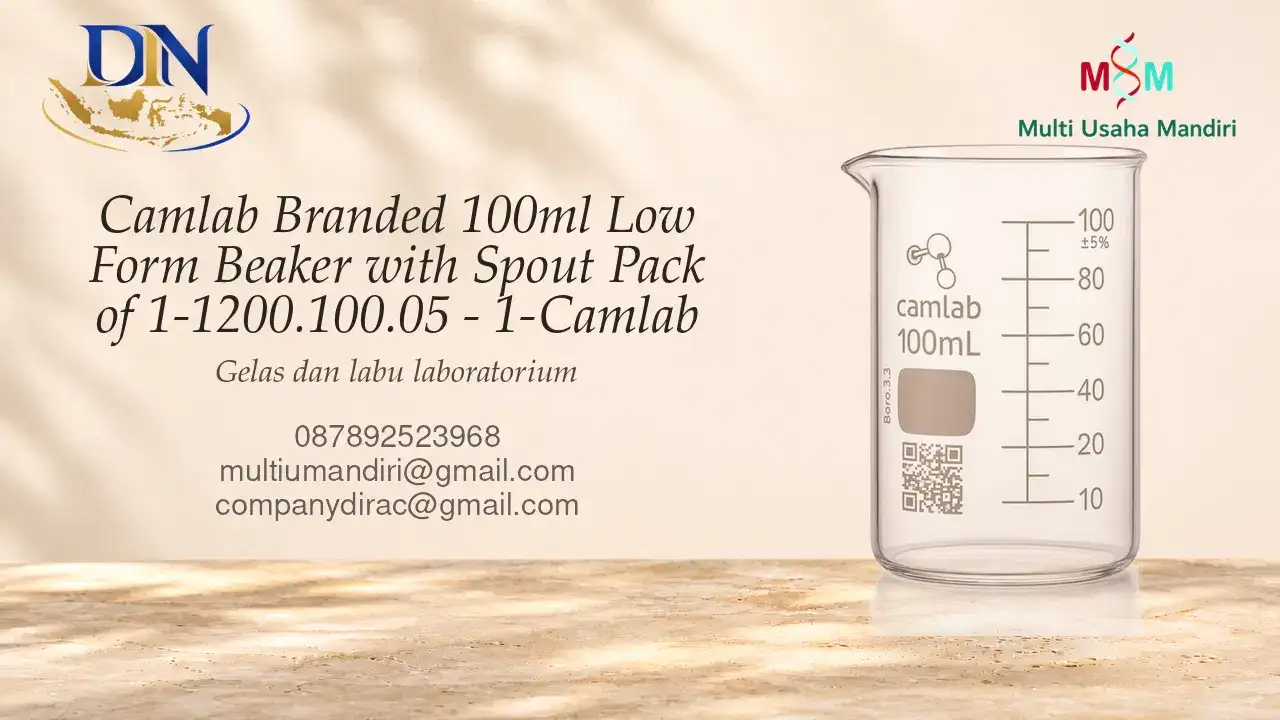 DIN
MSM
Multi Usaha Mandiri
Camlab Branded 100ml Low
Form Beaker with Spout Pack
of 1-1200.100.05 - 1-Camlab
Gelas dan labu laboratorium
087892523968
multiumandiri@gmail.com
companydirac@gmail.com
camlab
100mL
Boro.3.3
100
±5%
80
60
40
20
10